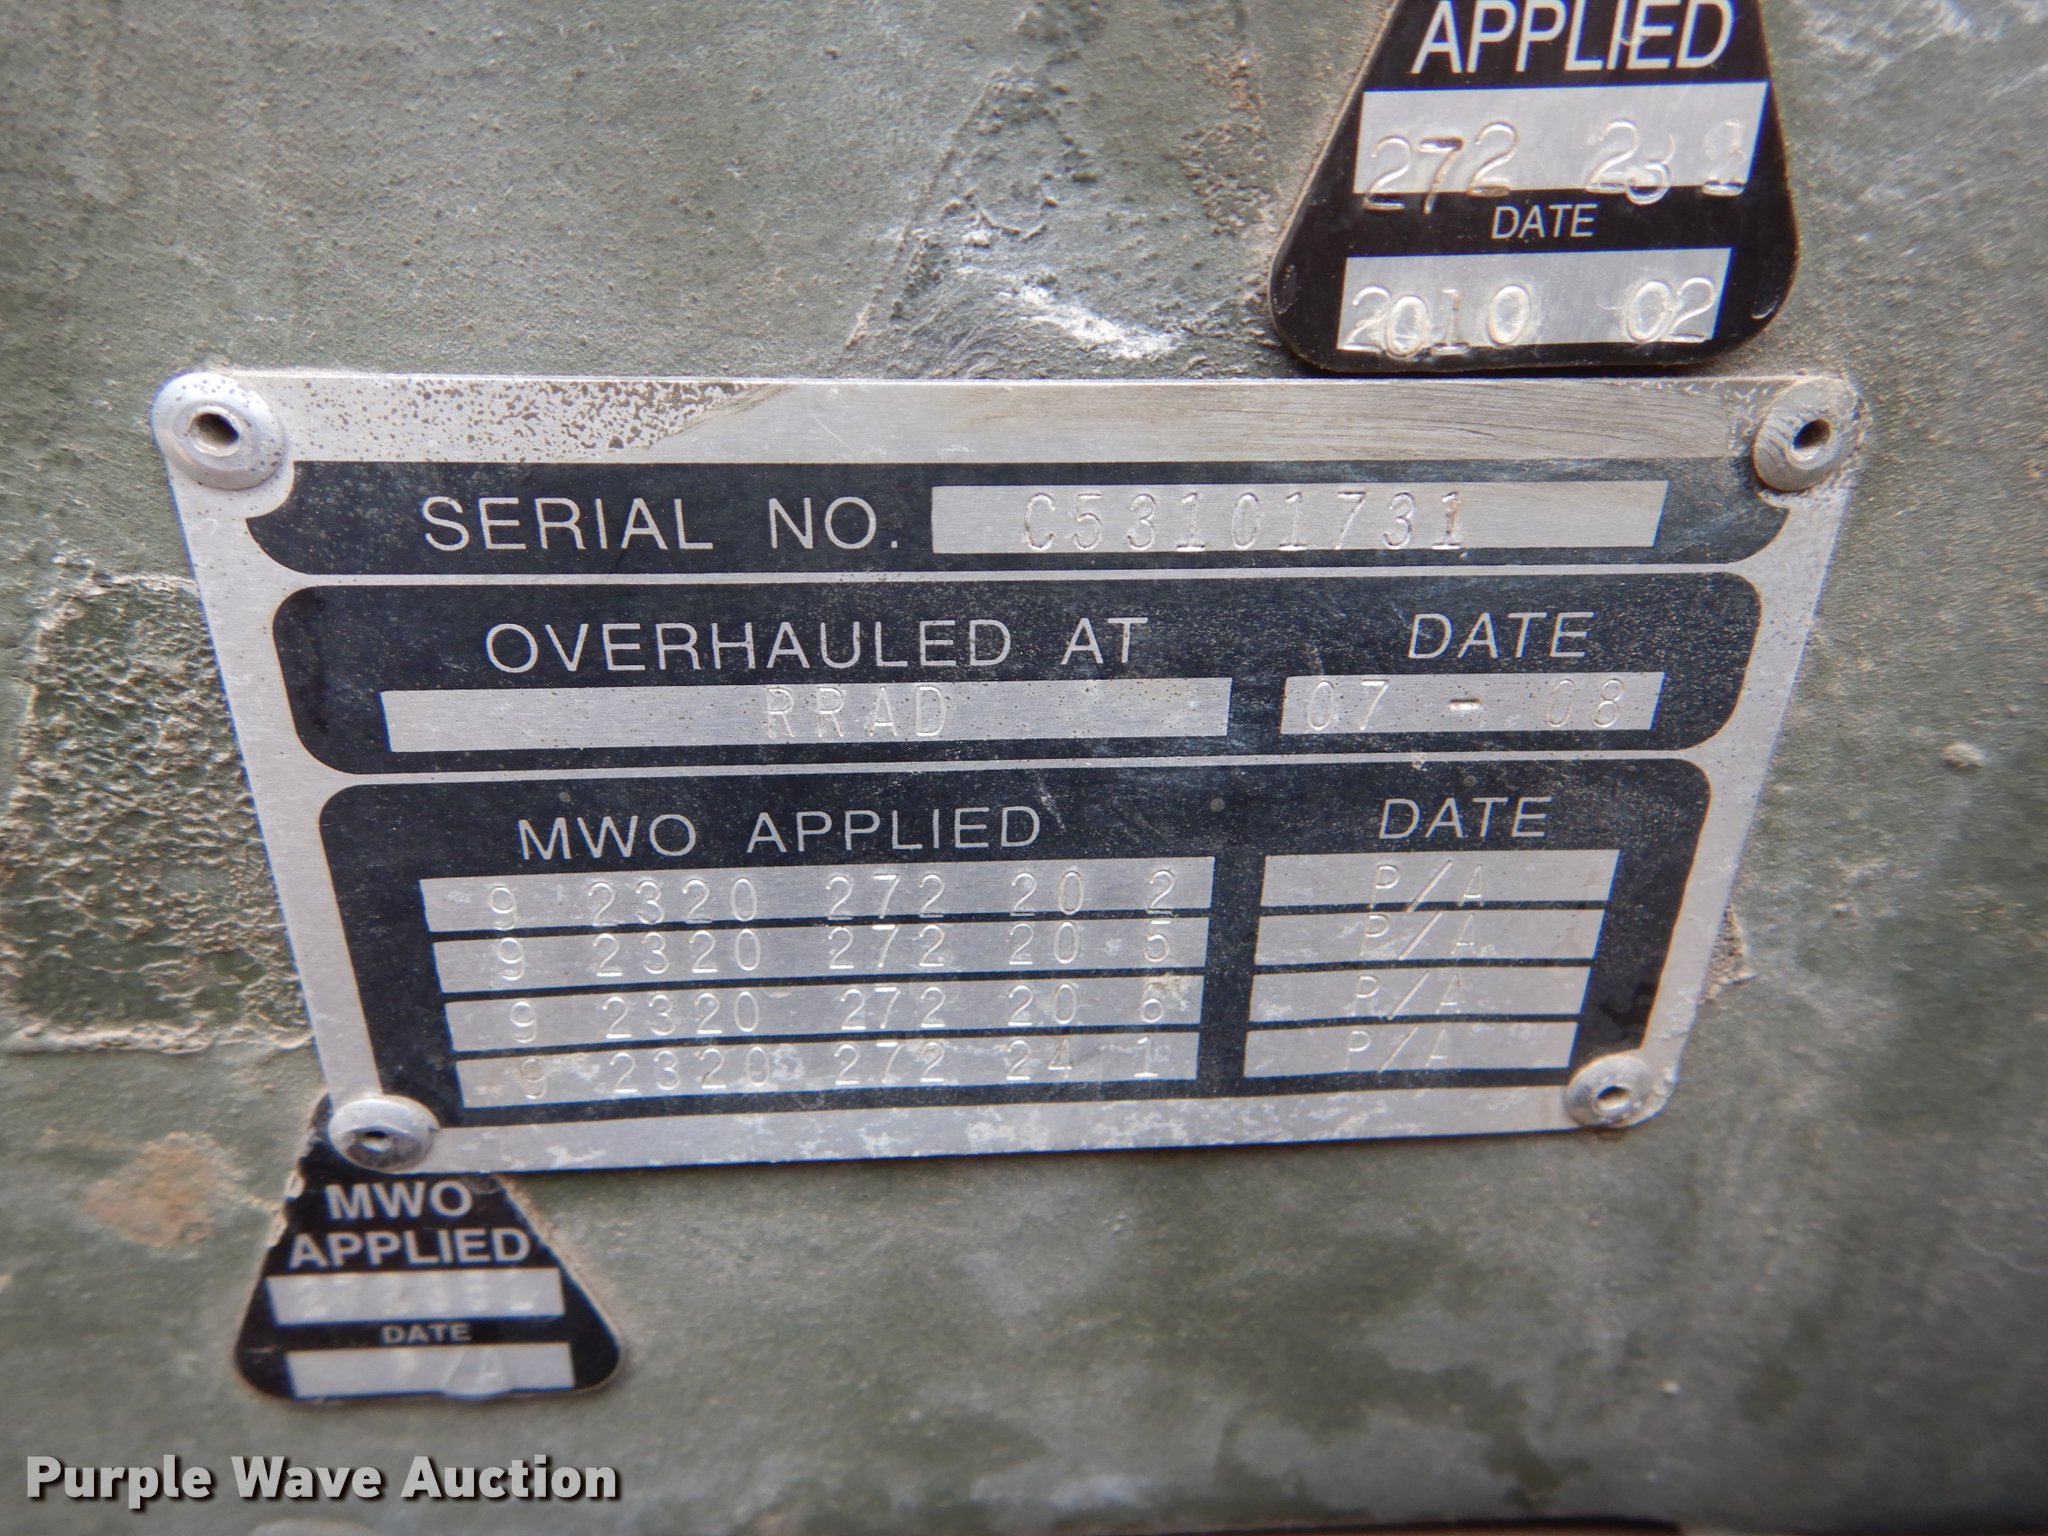 APPLIED
272 2
DATE
2010 02
SERIAL NO. C53101731
OVERHAULED AT DATE
RRAD 07 - 08
MWO APPLIED DATE
9 2320 272 20 2 P/A
9 2320 272 20 5 P/A
9 2320 272 20 6 P/A
9 2320 272 24 1 P/A
MWO
APPLIED
DATE
Purple Wave Auction